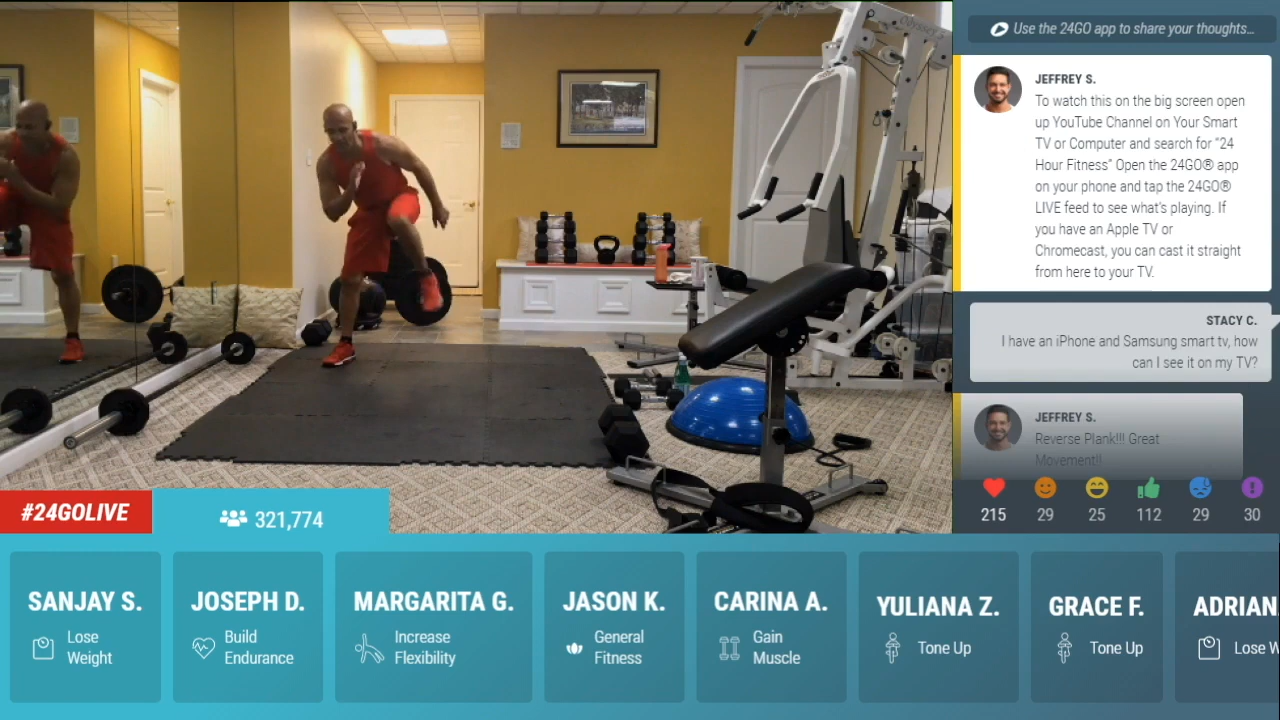 Odyssey
Use the 24GO app to share your thoughts...
JEFFREY S.
To watch this on the big screen open
up YouTube Channel on Your Smart
TV or Computer and search for "24
Hour Fitness" Open the 24GO® app
on your phone and tap the 24GO®
LIVE feed to see what's playing. If
you have an Apple TV or
Chromecast, you can cast it straight
from here to your TV.
STACY C.
I have an iPhone and Samsung smart tv, how
can I see it on my TV?
JEFFREY S.
Reverse Plank!!! Great
Movement!!
215 29 25 112 29 30
#24GOLIVE
321,774
SANJAY S.
Lose
Weight
JOSEPH D.
Build
Endurance
MARGARITA G.
Increase
Flexibility
JASON K.
General
Fitness
CARINA A.
Gain
Muscle
YULIANA Z.
Tone Up
GRACE F.
Tone Up
ADRIAN
Lose W